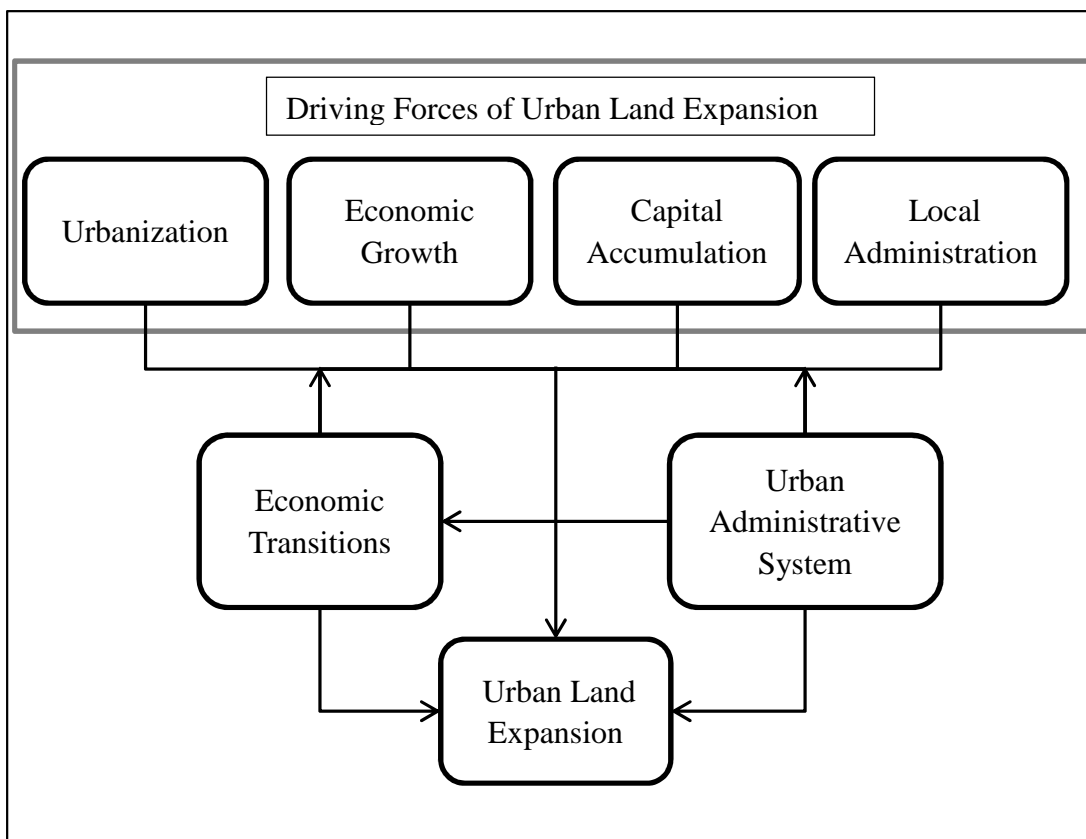 Driving Forces of Urban Land Expansion
Urbanization
Economic
Growth
Capital
Accumulation
Local
Administration
Economic
Transitions
Urban
Administrative
System
Urban Land
Expansion